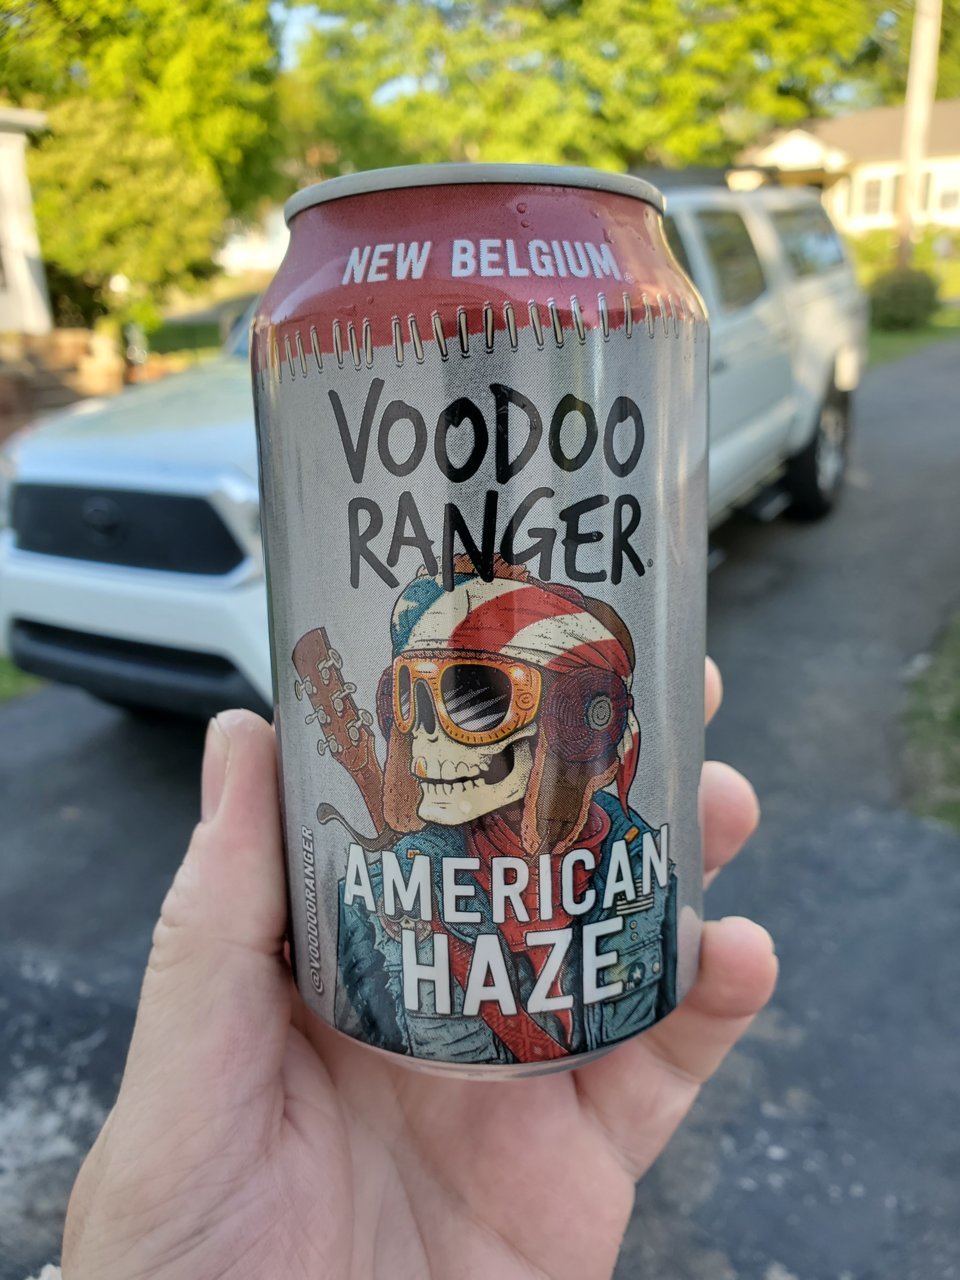 NEW BELGIUM
VOODOO
RANGER
AMERICAN
HAZE
@VOODOORANGER